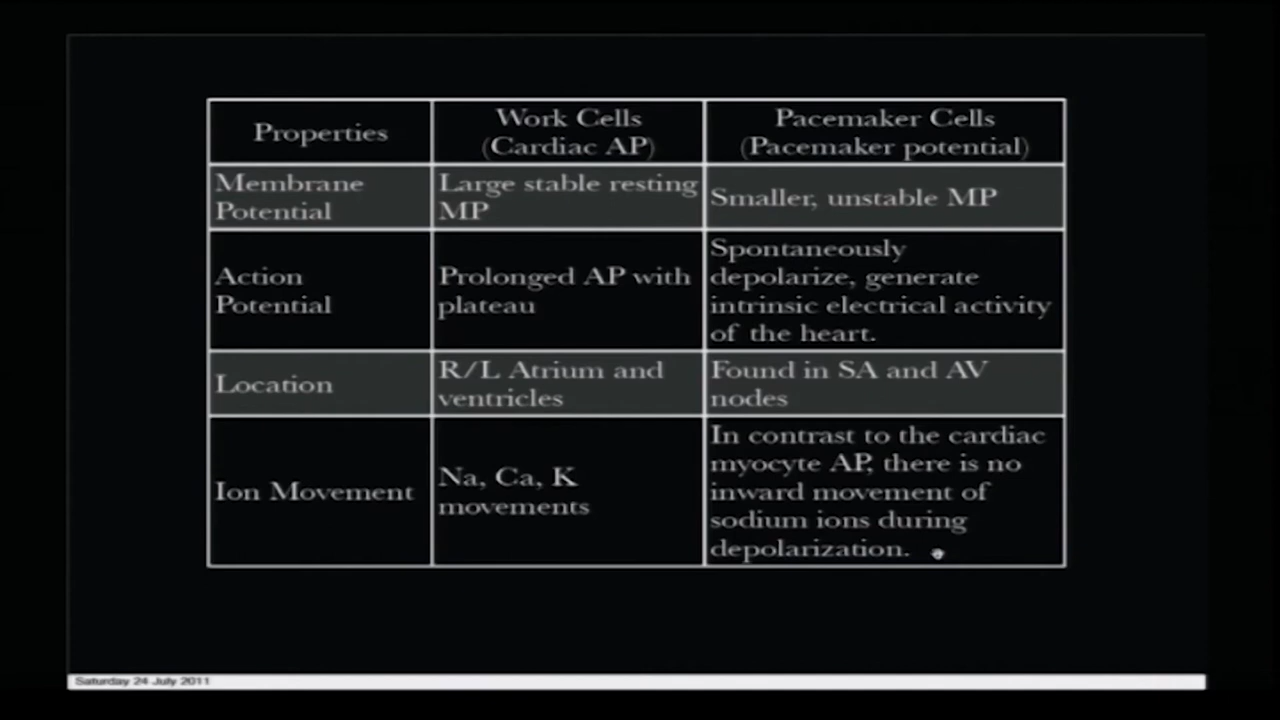 Properties
Work Cells
(Cardiac AP)
Pacemaker Cells
(Pacemaker potential)
Membrane
Potential
Large stable resting
MP
Smaller, unstable MP
Action
Potential
Prolonged AP with
plateau
Spontaneously
depolarize, generate
intrinsic electrical activity
of the heart.
Location
R/L Atrium and
ventricles
Found in SA and AV
nodes
Ion Movement
Na, Ca, K
movements
In contrast to the cardiac
myocyte AP, there is no
inward movement of
sodium ions during
depolarization.
Saturday 24 July 2011